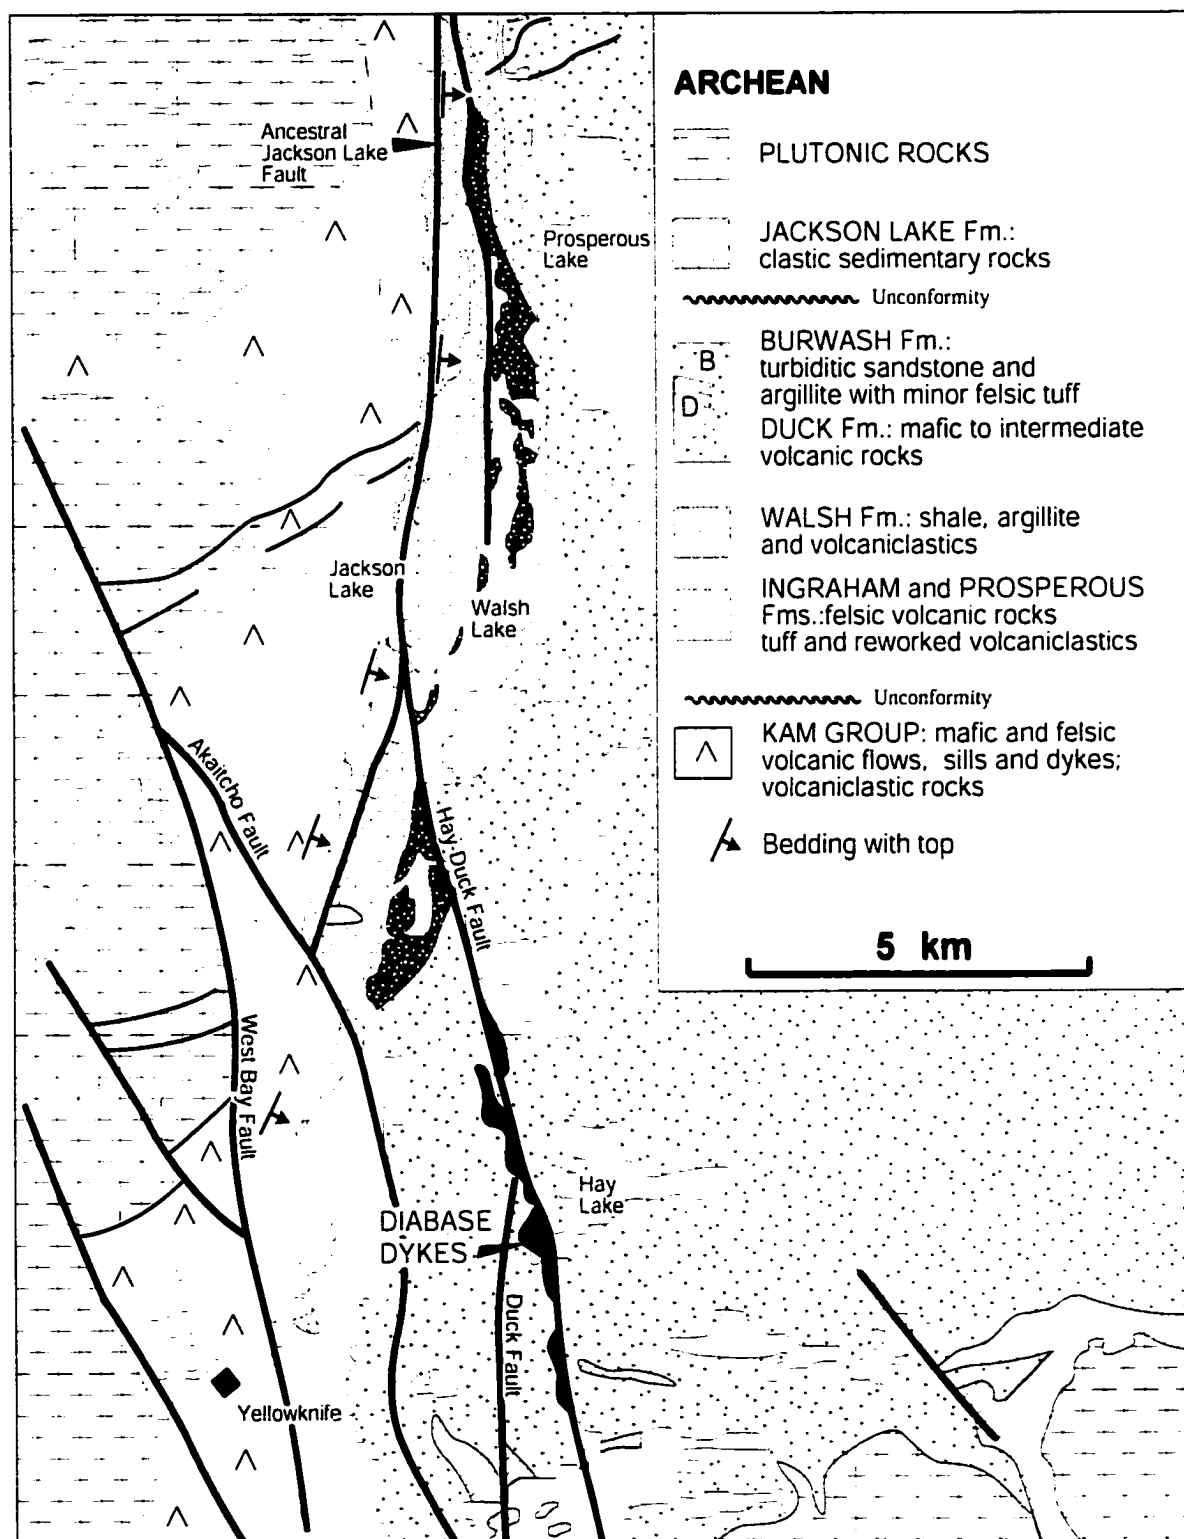 Ancestral
Jackson Lake
Fault
Prosperous
Lake
Jackson
Lake
Walsh
Lake
Akaitcho Fault
Hay-Duck Fault
West Bay Fault
Hay
Lake
DIABASE
DYKES
Duck Fault
Yellowknife
ARCHEAN
PLUTONIC ROCKS
JACKSON LAKE Fm.:
clastic sedimentary rocks
Unconformity
B
D
BURWASH Fm.:
turbiditic sandstone and
argillite with minor felsic tuff
DUCK Fm.: mafic to intermediate
volcanic rocks
WALSH Fm.: shale, argillite
and volcaniclastics
INGRAHAM and PROSPEROUS
Fms.:felsic volcanic rocks
tuff and reworked volcaniclastics
Unconformity
KAM GROUP: mafic and felsic
volcanic flows, sills and dykes;
volcaniclastic rocks
Bedding with top
5 km